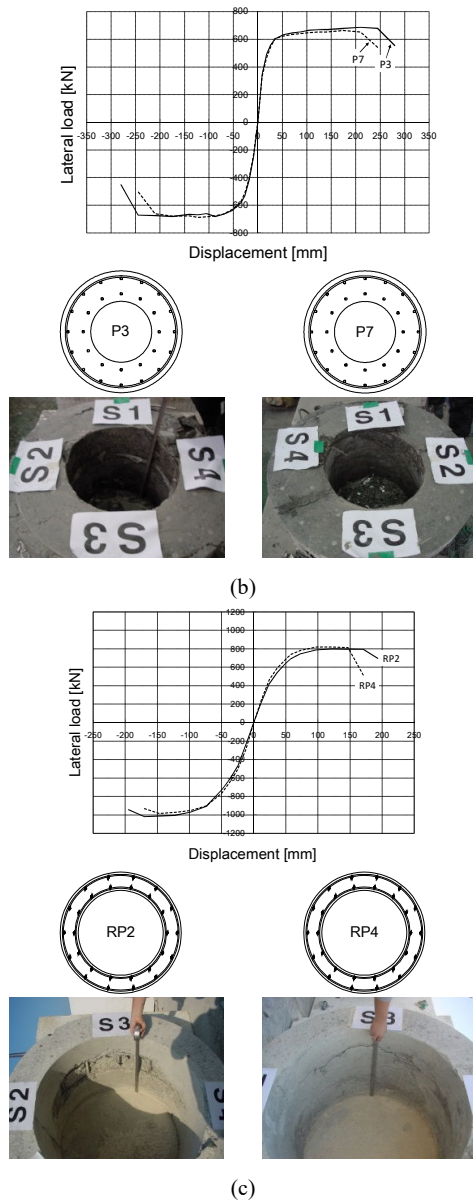 Lateral load [kN]
800
600
400
200
0
-200
-400
-600
-800
-350 -300 -250 -200 -150 -100 -50 0 50 100 150 200 250 300 350
P7 P3
Displacement [mm]
P3 P7
S1 S1
S2 S4 S4 S2
S3 S3
(b)
Lateral load [kN]
1200
1000
800
600
400
200
0
-200
-400
-600
-800
-1000
-1200
-250 -200 -150 -100 -50 0 50 100 150 200 250
RP2
RP4
Displacement [mm]
RP2 RP4
S3 S3
S2
(c)